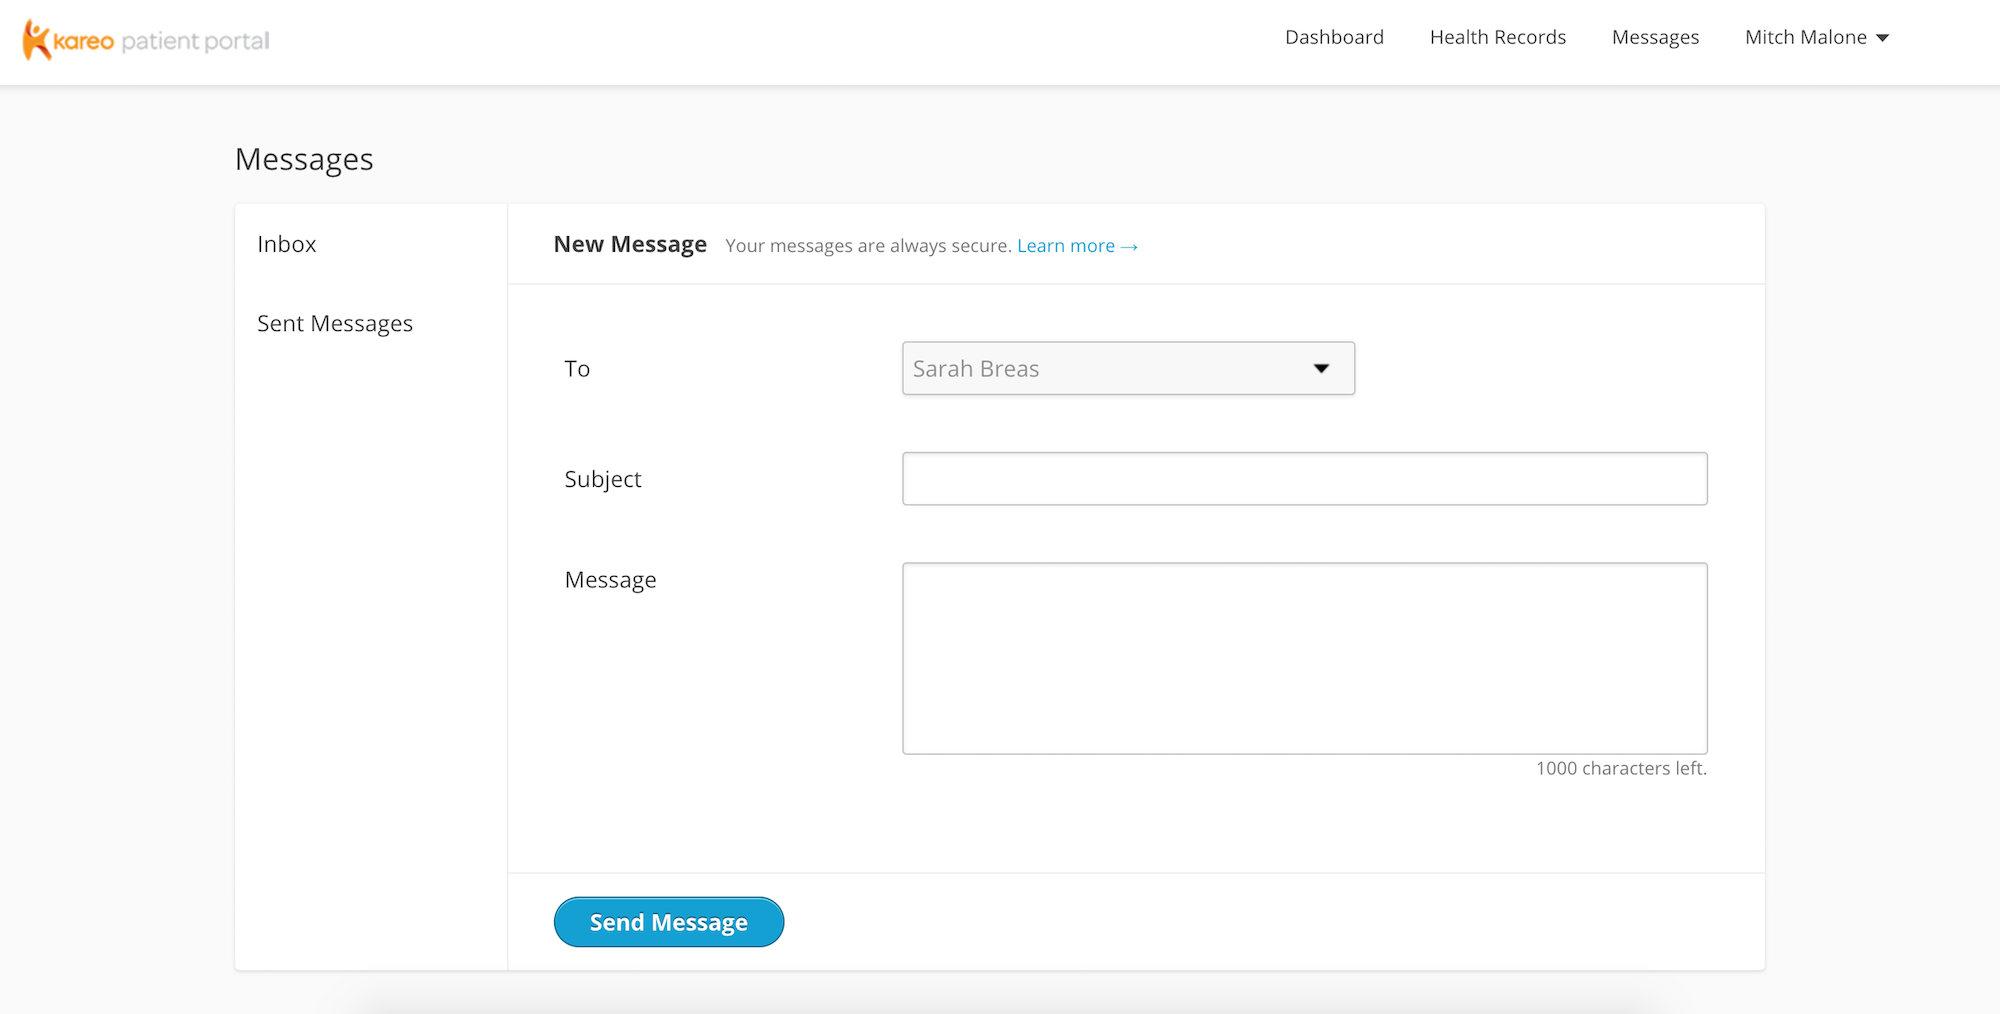 kareo patient portal
Dashboard Health Records Messages Mitch Malone
Messages
Inbox
Sent Messages
New Message Your messages are always secure. Learn more →
To Sarah Breas
Subject
Message
1000 characters left.
Send Message